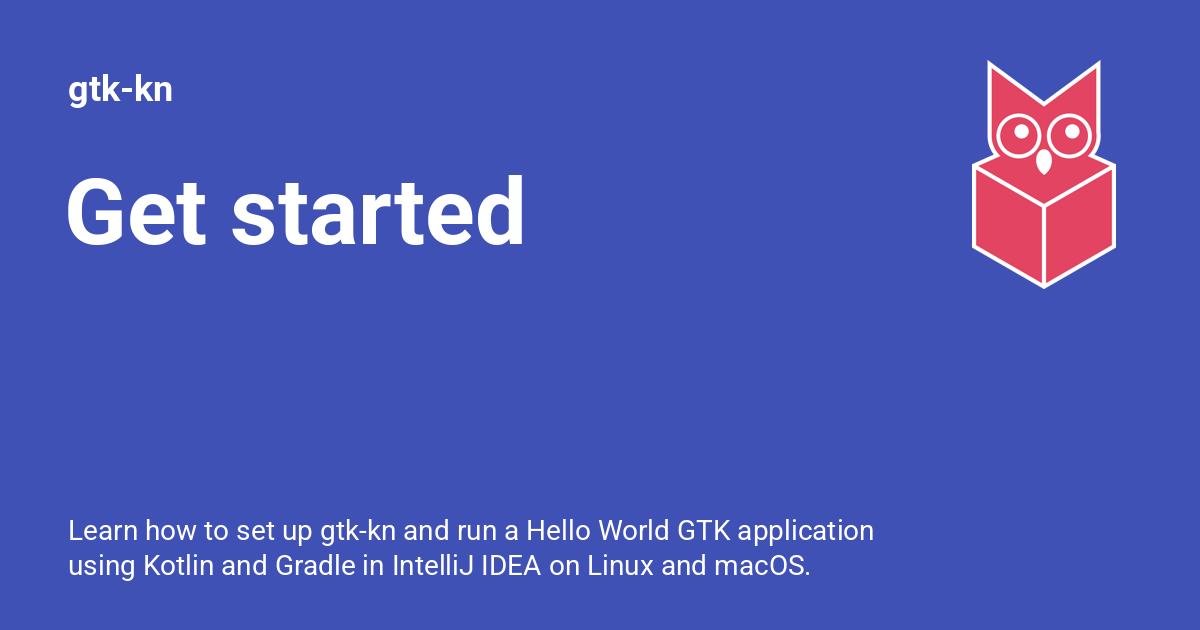 gtk-kn
Get started
Learn how to set up gtk-kn and run a Hello World GTK application
using Kotlin and Gradle in IntelliJ IDEA on Linux and macOS.